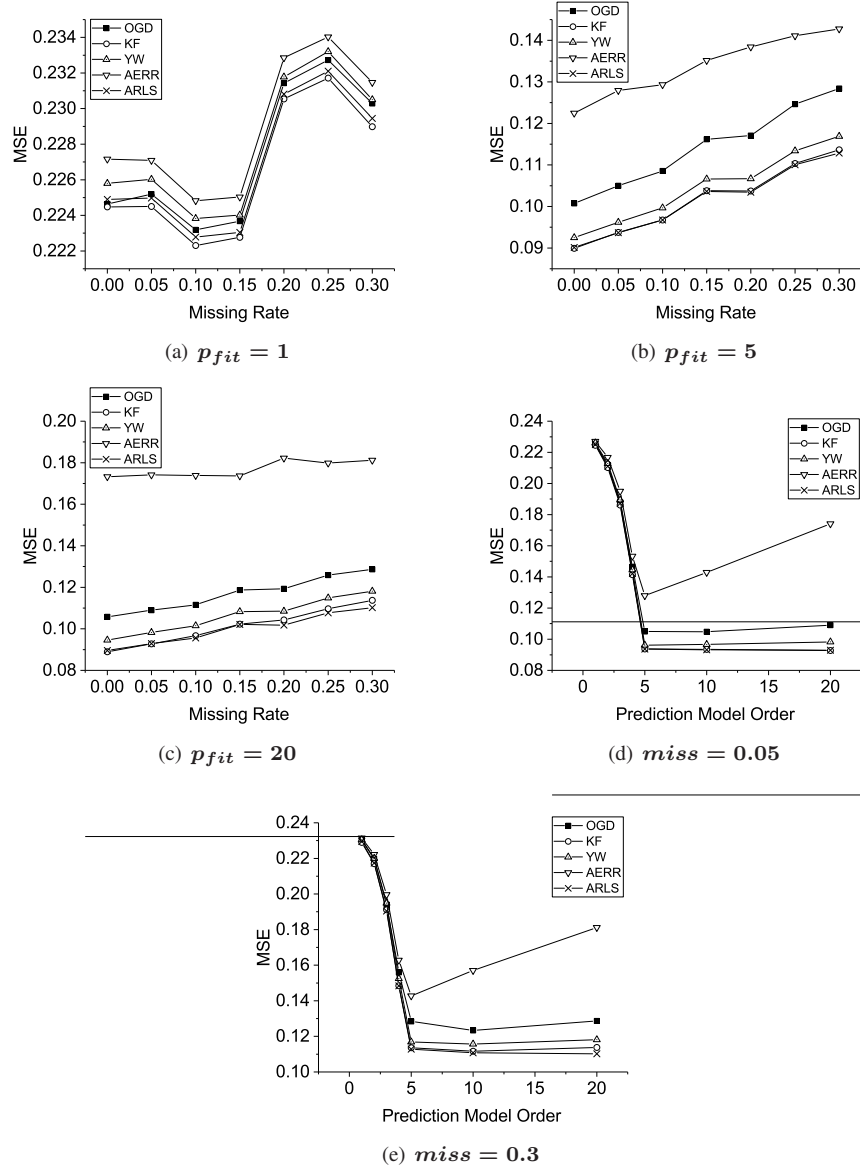 OGD
KF
YW
AERR
ARLS
0.234
0.232
0.230
0.228
0.226
0.224
0.222
MSE
0.00 0.05 0.10 0.15 0.20 0.25 0.30
Missing Rate
(a) p_fit = 1
OGD
KF
YW
AERR
ARLS
0.14
0.13
0.12
0.11
0.10
0.09
MSE
0.00 0.05 0.10 0.15 0.20 0.25 0.30
Missing Rate
(b) p_fit = 5
OGD
KF
YW
AERR
ARLS
0.20
0.18
0.16
0.14
0.12
0.10
0.08
MSE
0.00 0.05 0.10 0.15 0.20 0.25 0.30
Missing Rate
(c) p_fit = 20
OGD
KF
YW
AERR
ARLS
0.24
0.22
0.20
0.18
0.16
0.14
0.12
0.10
0.08
MSE
0 5 10 15 20
Prediction Model Order
(d) miss = 0.05
OGD
KF
YW
AERR
ARLS
0.24
0.22
0.20
0.18
0.16
0.14
0.12
0.10
MSE
0 5 10 15 20
Prediction Model Order
(e) miss = 0.3